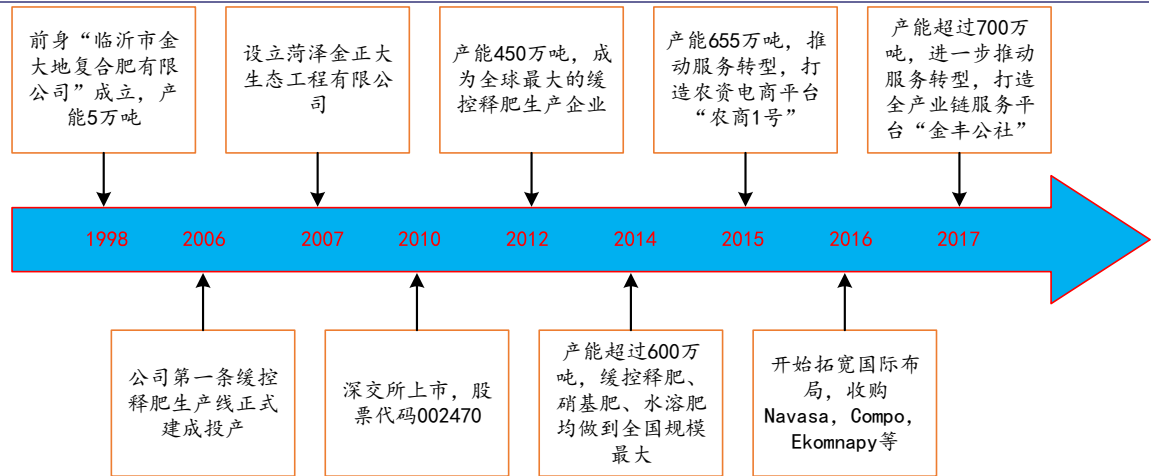 前身“临沂市金
大地复合肥有限
公司”成立，产
能5万吨
设立菏泽金正大
生态工程有限公
司
产能450万吨，成
为全球最大的缓
控释肥生产企业
产能655万吨，推
动服务转型，打
造农资电商平台
“农商1号”
产能超过700万
吨，进一步推动
服务转型，打造
全产业链服务平
台“金丰公社”
1998 2006 2007 2010 2012 2014 2015 2016 2017
公司第一条缓控
释肥生产线正式
建成投产
深交所上市，股
票代码002470
产能超过600万
吨，缓控释肥、
硝基肥、水溶肥
均做到全国规模
最大
开始拓宽国际布
局，收购
Navasa，Compo，
Ekomnapy等